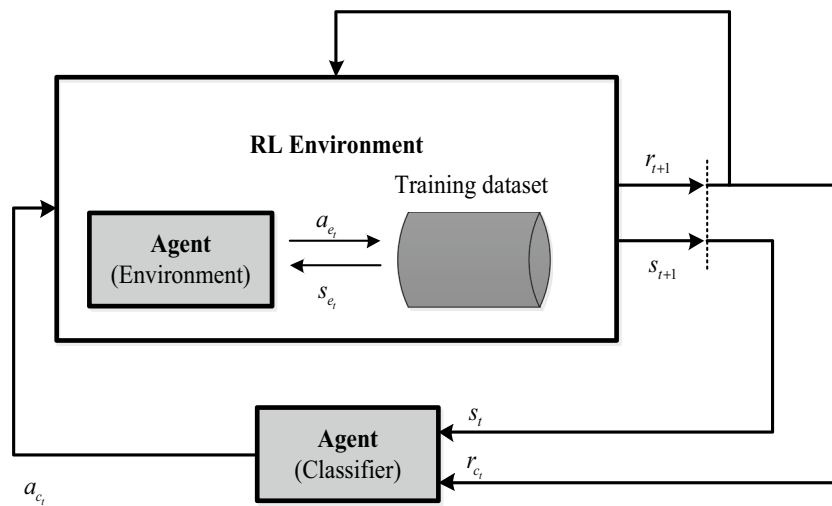 RL Environment
r_{t+1}
Training dataset
a_{e_t}
Agent
(Environment)
s_{e_t}
s_{t+1}
s_t
Agent
(Classifier)
r_{c_t}
a_{c_t}